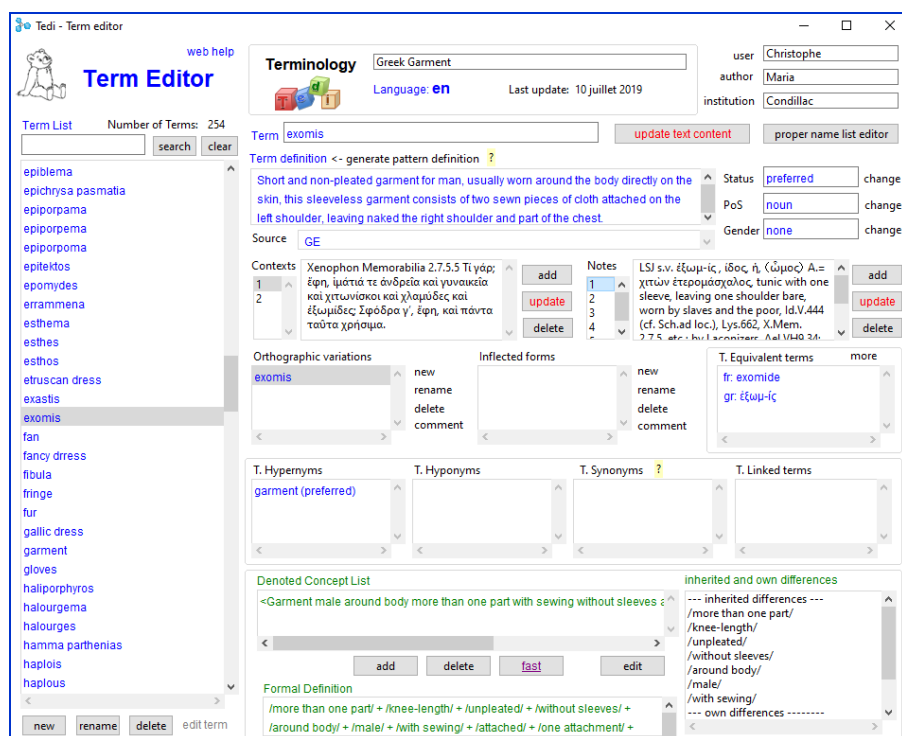 Tedi - Term editor
web help
Term Editor
Terminology
Greek Garment
Language: en
Last update: 10 juillet 2019
Tedi
user Christophe
author Maria
institution Condillac
Term List
Number of Terms: 254
search clear
Term exomis
update text content
proper name list editor
Term definition <- generate pattern definition ?
Short and non-pleated garment for man, usually worn around the body directly on the
skin, this sleeveless garment consists of two sewn pieces of cloth attached on the
left shoulder, leaving naked the right shoulder and part of the chest.
Status preferred change
PoS noun change
Gender none change
Source GE
epiblema
epichrysa pasmatia
epiporpama
epiporpema
epiporpoma
epitektos
epomydes
errammena
esthema
esthes
esthos
etruscan dress
exastis
exomis
fan
fancy drress
fibula
fringe
fur
gallic dress
garment
gloves
haliporphyros
halourgema
halourges
hamma parthenias
haplois
haplous
new rename delete edit term
Contexts
1
2
Xenophon Memorabilia 2.7.5.5 Τί γάρ;
ἔφη, ἱμάτιά τε ἀνδρεῖα καὶ γυναικεῖα
καὶ χιτωνίσκοι καὶ χλαμύδες καὶ
ἐξωμίδες; Σφόδρα γ’, ἔφη, καὶ πάντα
ταῦτα χρήσιμα.
add
update
delete
Notes
1
2
3
4
LSJ s.v. ἐξωμ-ίς , ίδος, ἡ, (ὦμος) A.=
χιτὼν ἑτερομάσχαλος, tunic with one
sleeve, leaving one shoulder bare,
worn by slaves and the poor, Id.V.444
(cf. Sch.ad loc.), Lys.662, X.Mem.
2.7.5, etc.; by Laconizers, Ael.VH9.34;
add
update
delete
Orthographic variations
exomis
new
rename
delete
comment
Inflected forms
new
rename
delete
comment
T. Equivalent terms more
fr: exomide
gr: ἐξωμ-ίς
T. Hypernyms
garment (preferred)
T. Hyponyms
T. Synonyms ?
T. Linked terms
Denoted Concept List
<Garment male around body more than one part with sewing without sleeves
add delete fast edit
Formal Definition
/more than one part/ + /knee-length/ + /unpleated/ + /without sleeves/ +
/around body/ + /male/ + /with sewing/ + /attached/ + /one attachment/ +
inherited and own differences
--- inherited differences ---
/more than one part/
/knee-length/
/unpleated/
/without sleeves/
/around body/
/male/
/with sewing/
--- own differences --------